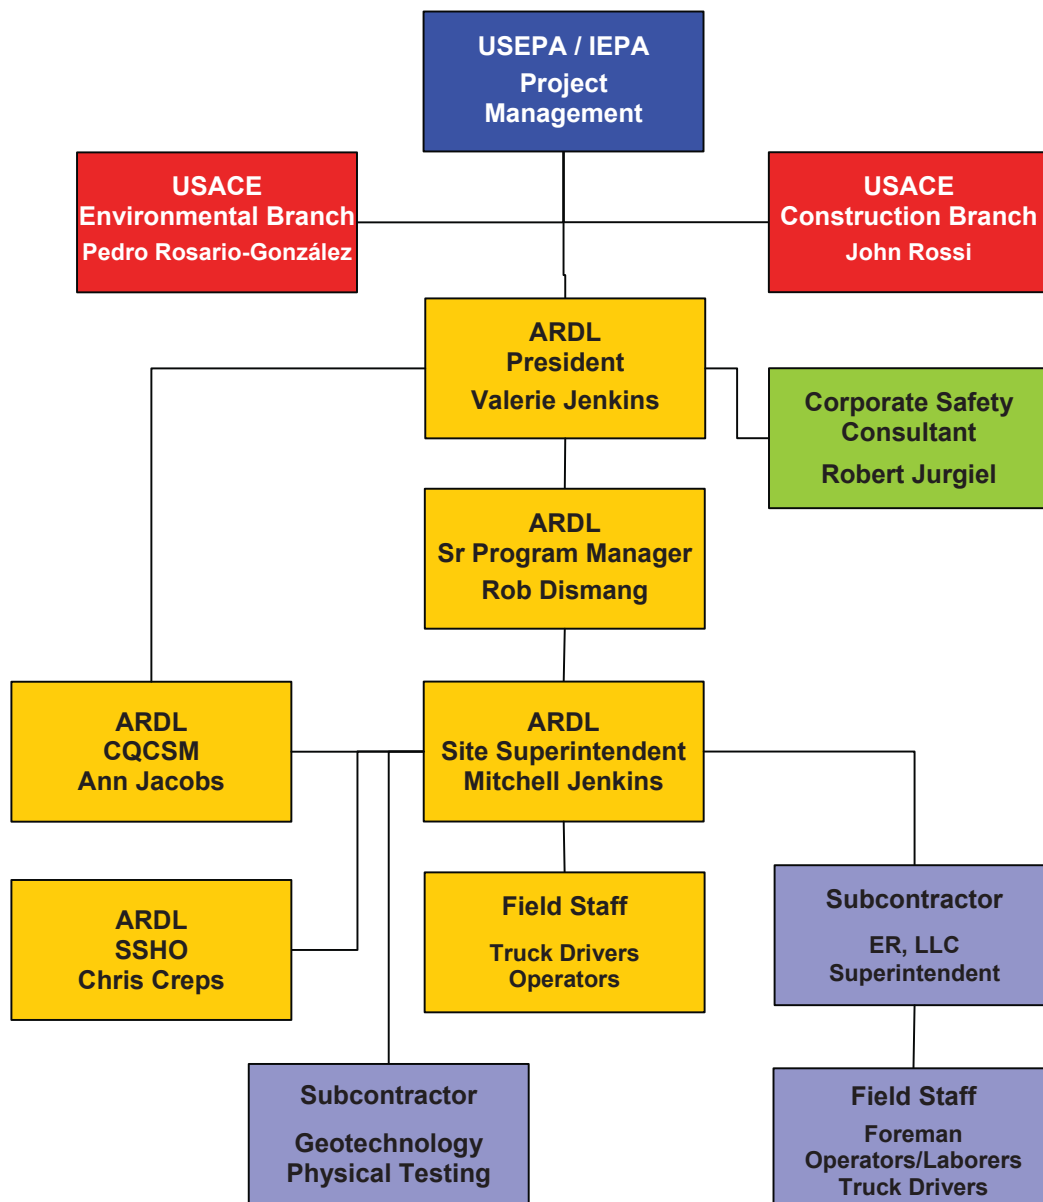 USEPA / IEPA
Project
Management
USACE
Environmental Branch
Pedro Rosario-González
USACE
Construction Branch
John Rossi
ARDL
President
Valerie Jenkins
Corporate Safety
Consultant
Robert Jurgiel
ARDL
Sr Program Manager
Rob Dismang
ARDL
CQCSM
Ann Jacobs
ARDL
Site Superintendent
Mitchell Jenkins
ARDL
SSHO
Chris Creps
Field Staff
Truck Drivers
Operators
Subcontractor
ER, LLC
Superintendent
Subcontractor
Geotechnology
Physical Testing
Field Staff
Foreman
Operators/Laborers
Truck Drivers